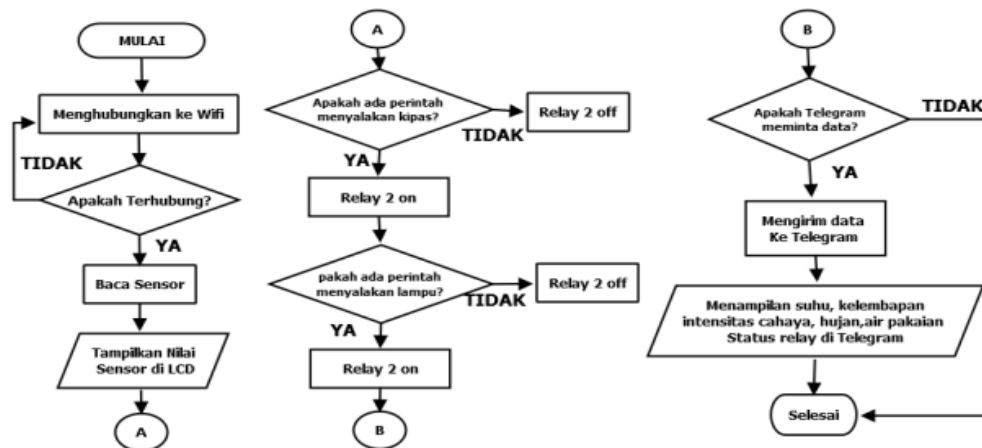 MULAI
Menghubungkan ke Wifi
TIDAK
Apakah Terhubung?
YA
Baca Sensor
Tampilkan Nilai
Sensor di LCD
A
A
Apakah ada perintah
menyalakan kipas?
TIDAK
Relay 2 off
YA
Relay 2 on
pakah ada perintah
menyalakan lampu?
TIDAK
Relay 2 off
YA
Relay 2 on
B
B
Apakah Telegram
meminta data?
TIDAK
YA
Mengirim data
Ke Telegram
Menampilan suhu, kelembapan
intensitas cahaya, hujan,air pakaian
Status relay di Telegram
Selesai